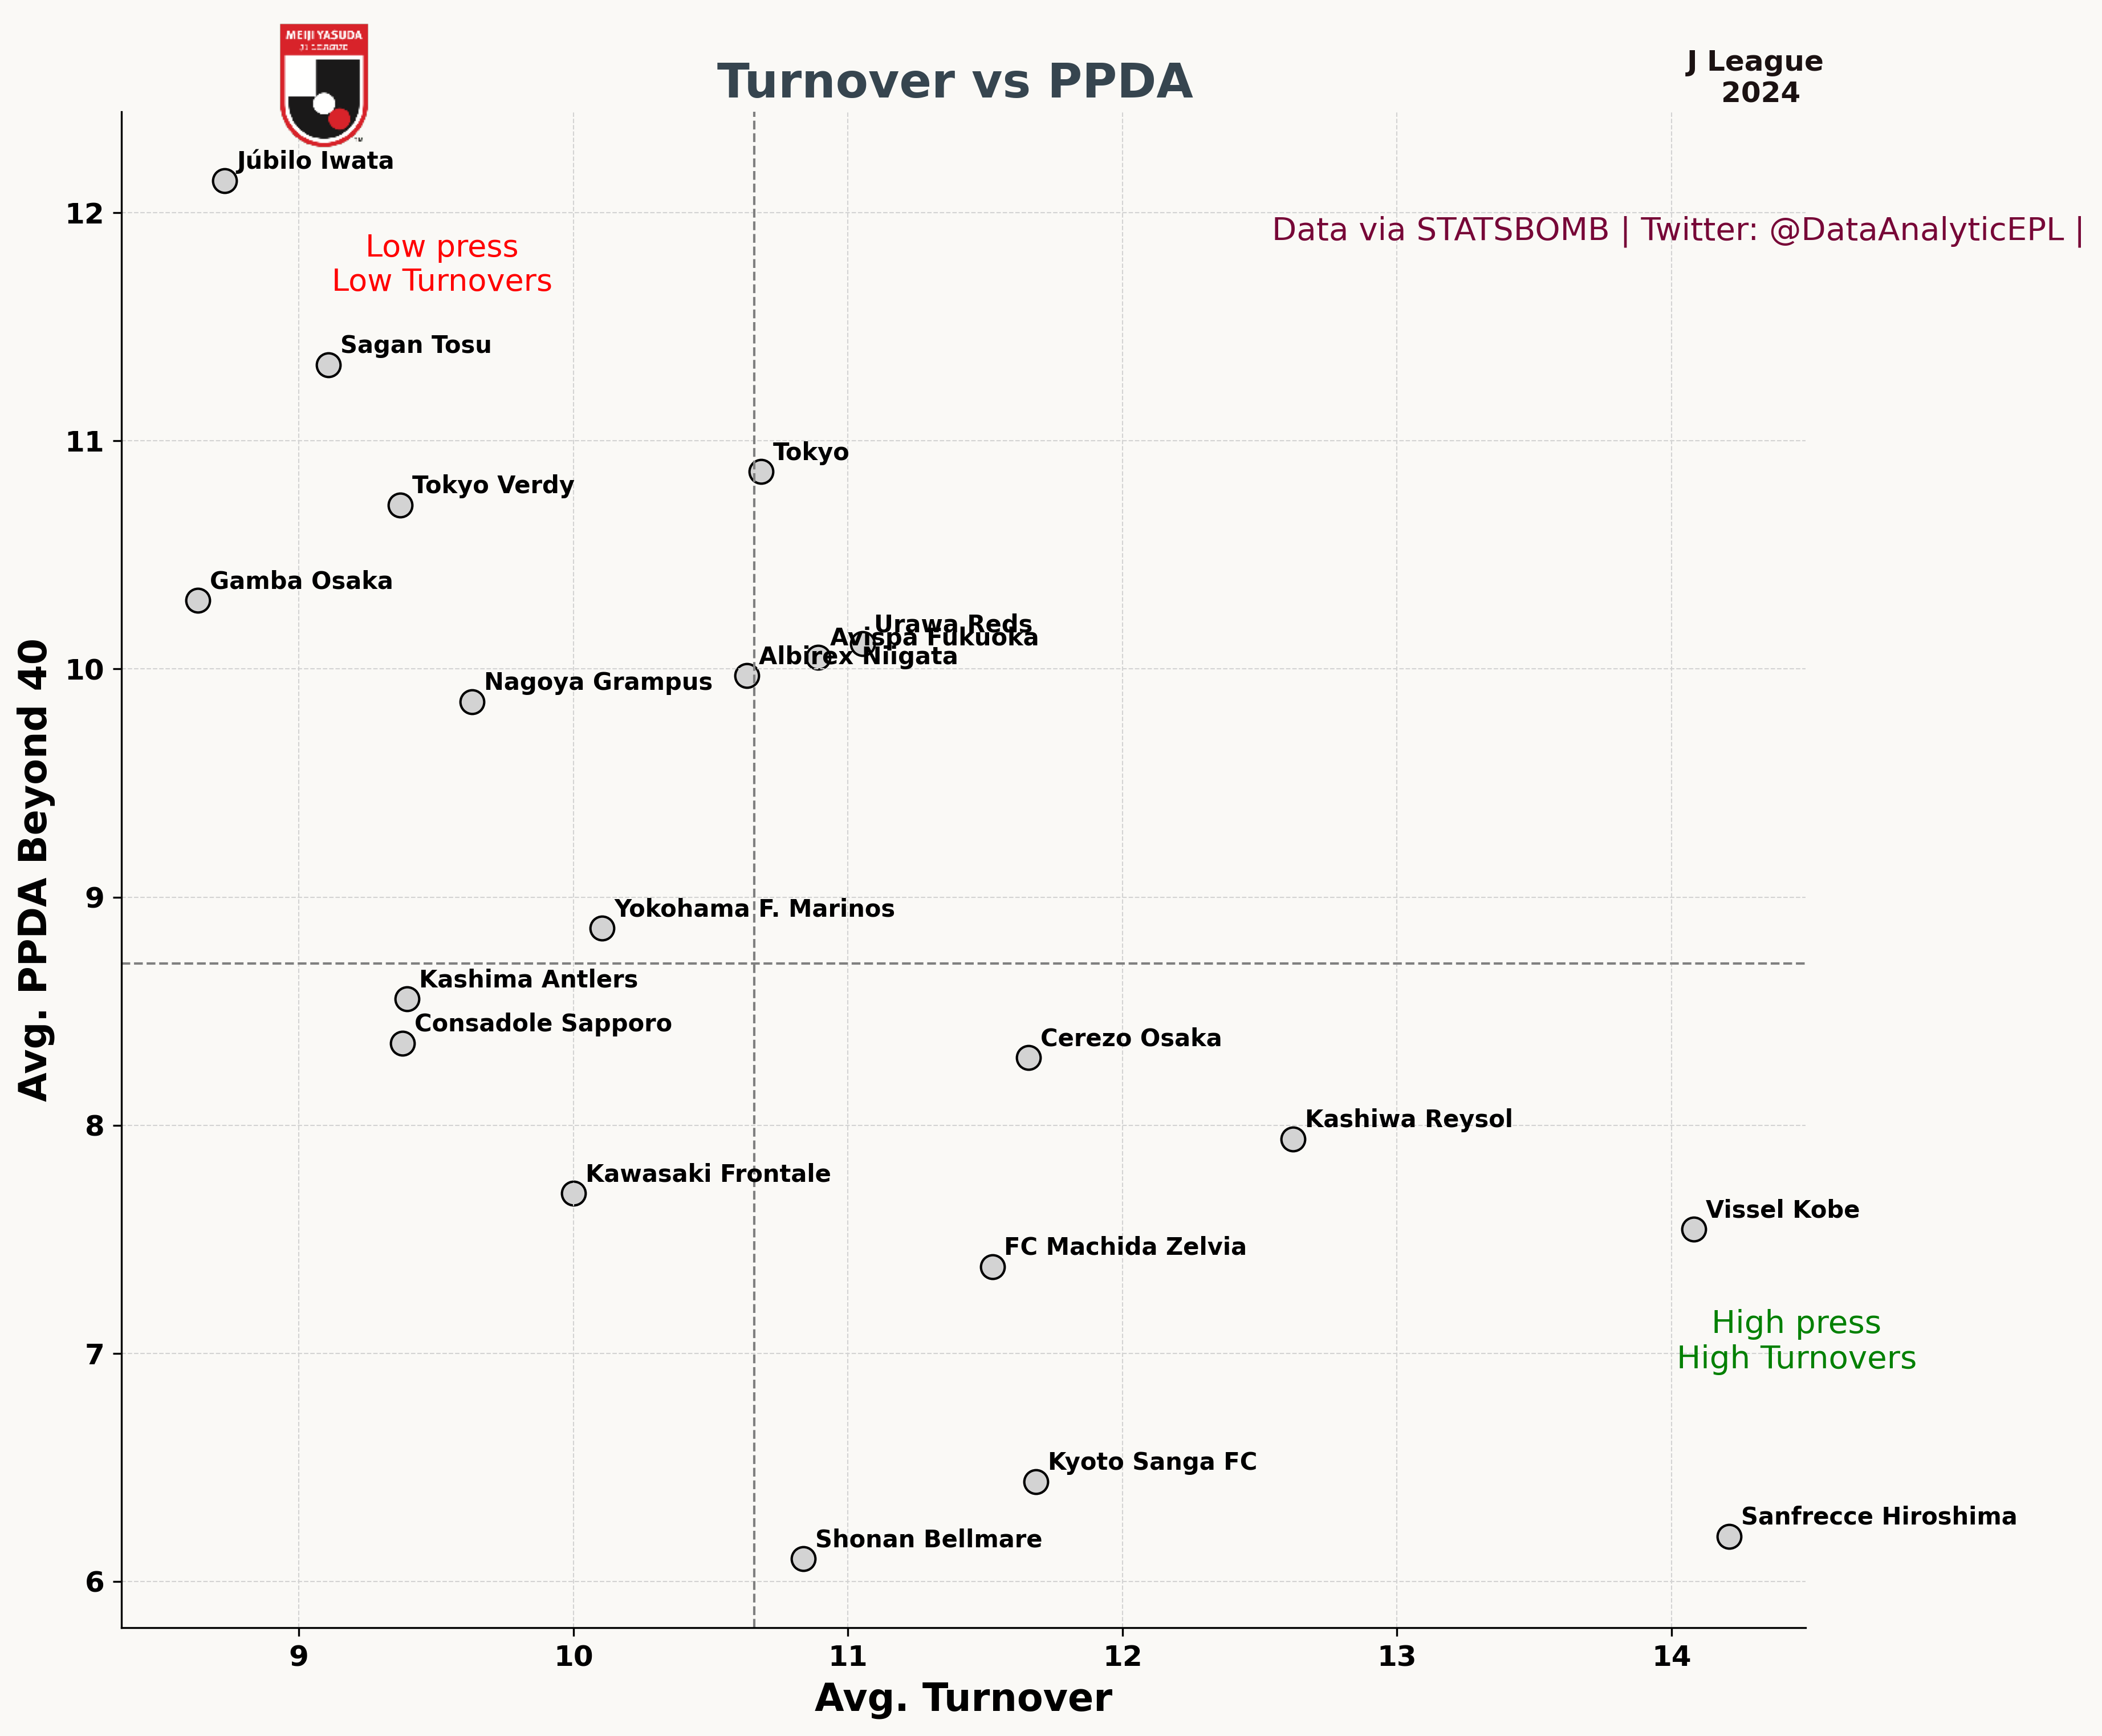 MEIJI YASUDA
J1 LEAGUE
Turnover vs PPDA
J League
2024
Júbilo Iwata
12
Data via STATSBOMB | Twitter: @DataAnalyticEPL |
Low press
Low Turnovers
Sagan Tosu
11
Tokyo
Tokyo Verdy
Gamba Osaka
Urawa Reds
Avispa Fukuoka
Albirex Niigata
10
Nagoya Grampus
Avg. PPDA Beyond 40
9
Yokohama F. Marinos
Kashima Antlers
Consadole Sapporo
Cerezo Osaka
8
Kashiwa Reysol
Kawasaki Frontale
Vissel Kobe
FC Machida Zelvia
High press
High Turnovers
7
Kyoto Sanga FC
Sanfrecce Hiroshima
Shonan Bellmare
6
9 10 11 12 13 14
Avg. Turnover